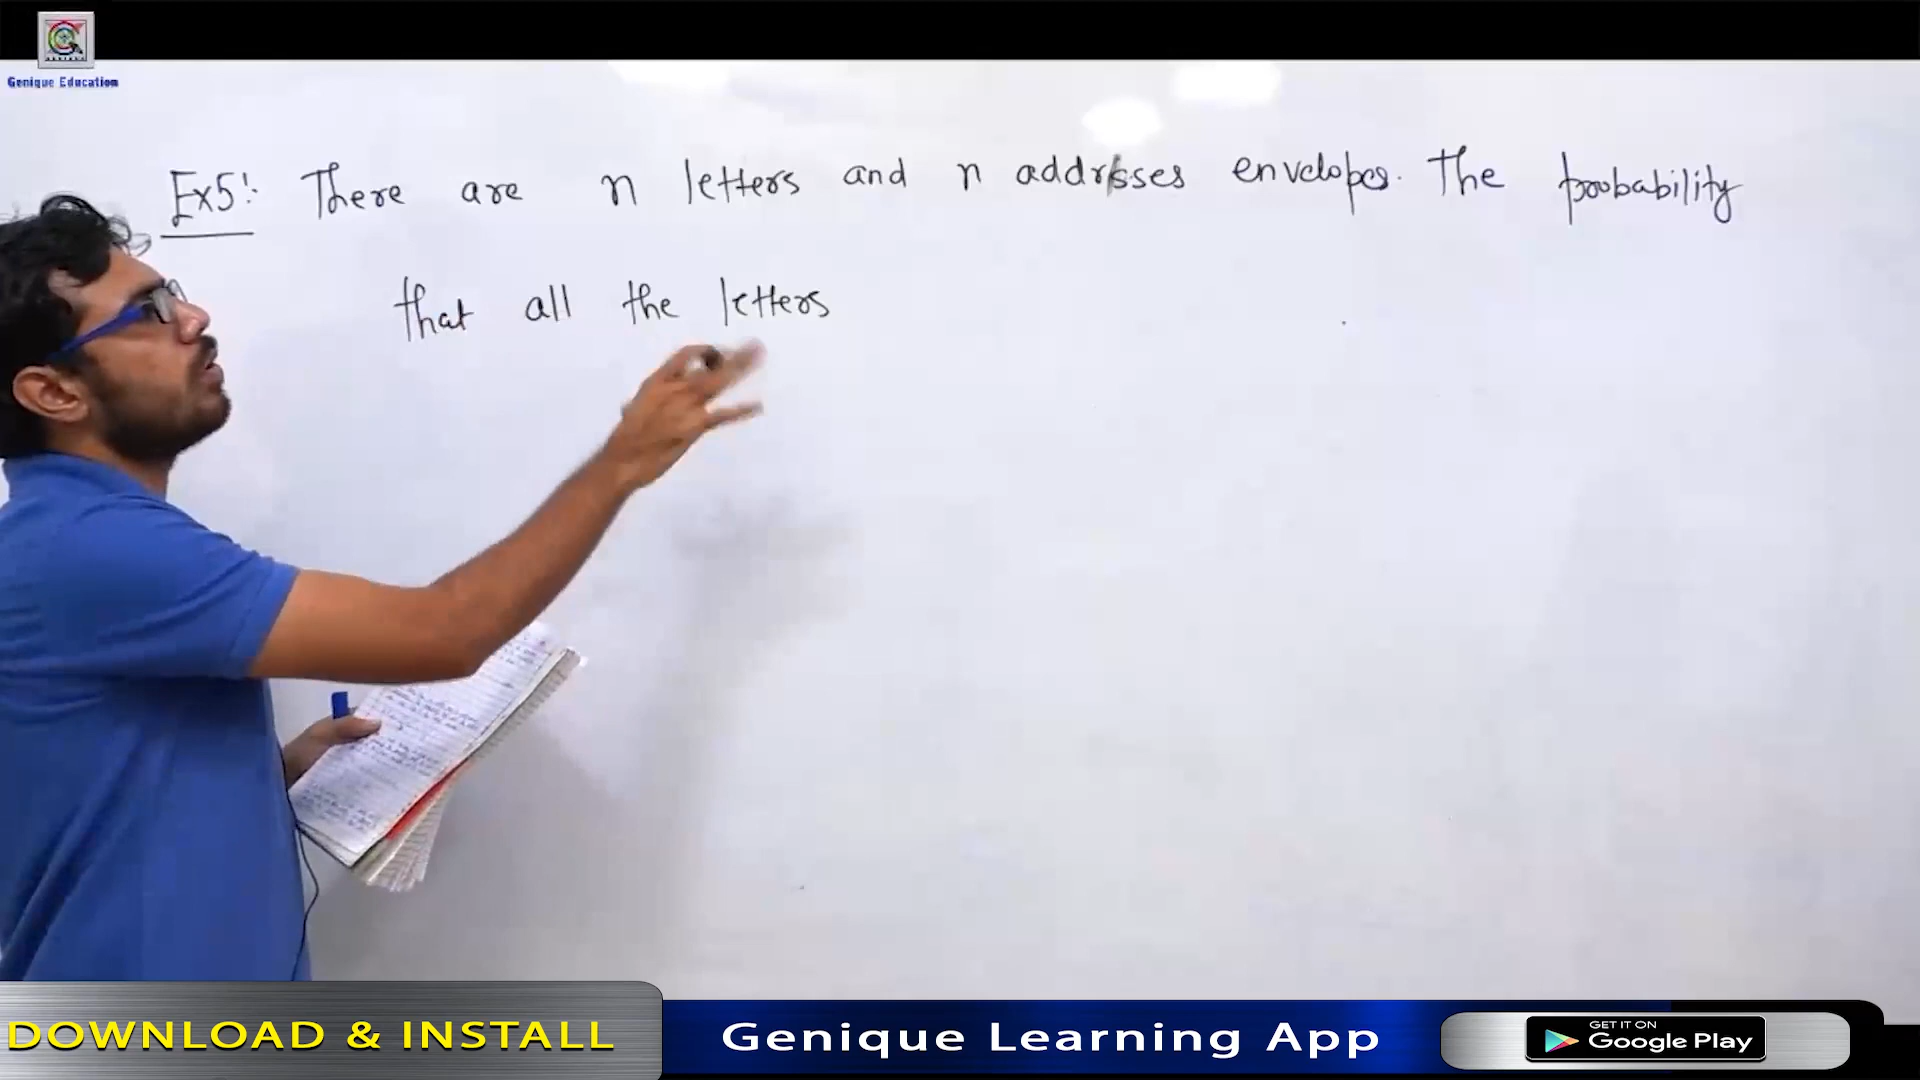 Genique Education
Ex5:- There are n letters and n addresses envelopes. The probability
that all the letters
DOWNLOAD & INSTALL
Genique Learning App
GET IT ON
Google Play